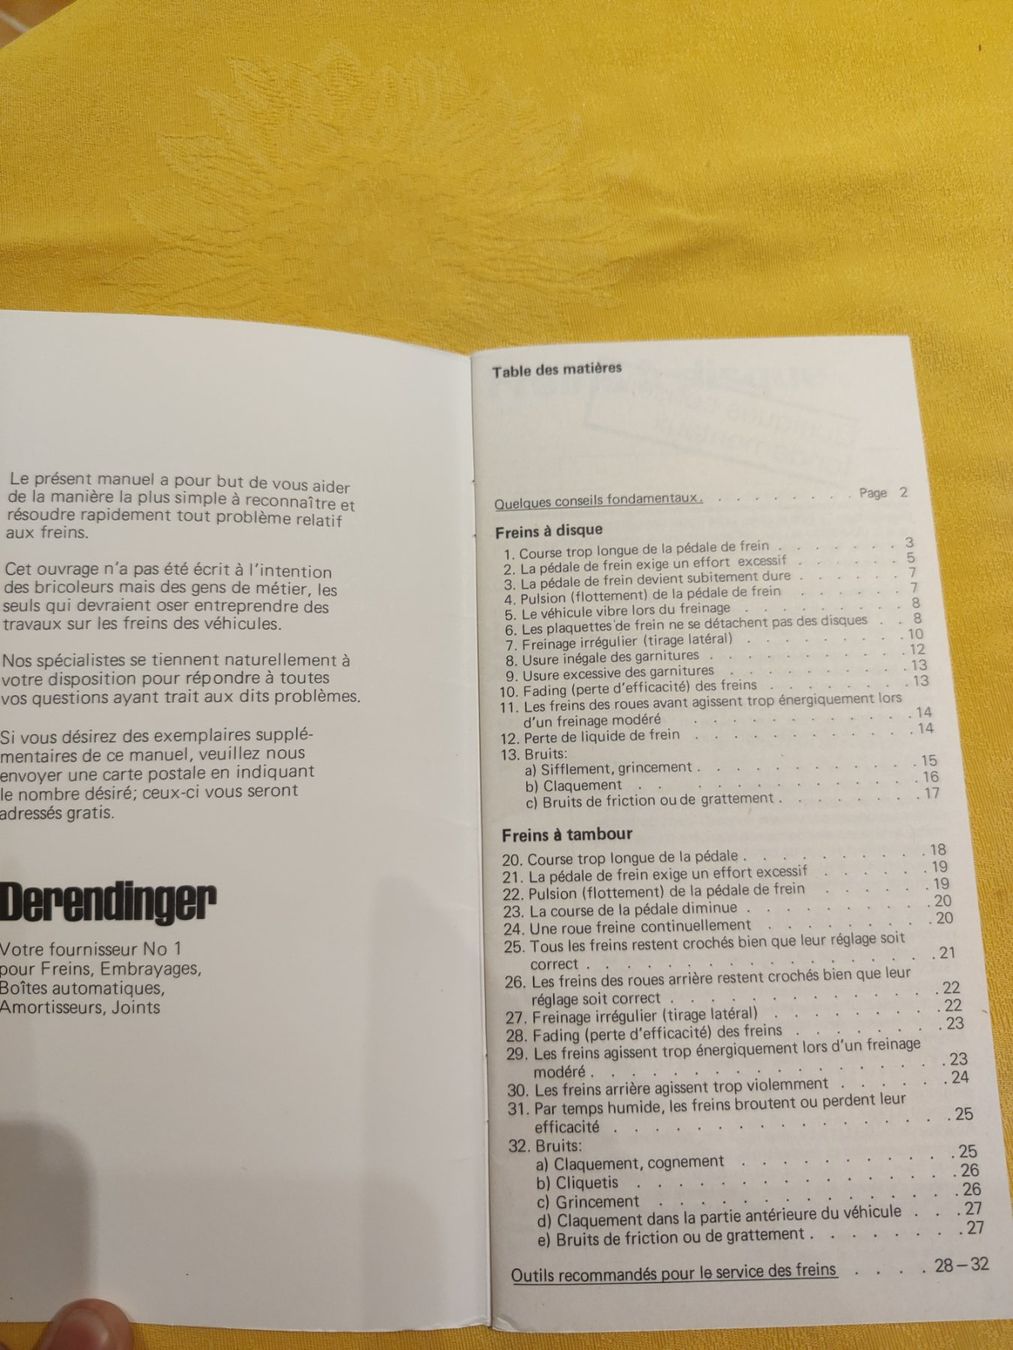 Le présent manuel a pour but de vous aider
de la manière la plus simple à reconnaître et
résoudre rapidement tout problème relatif
aux freins.
Cet ouvrage n'a pas été écrit à l'intention
des bricoleurs mais des gens de métier, les
seuls qui devraient oser entreprendre des
travaux sur les freins des véhicules.
Nos spécialistes se tiennent naturellement à
votre disposition pour répondre à toutes
vos questions ayant trait aux dits problèmes.
Si vous désirez des exemplaires supplé-
mentaires de ce manuel, veuillez nous
envoyer une carte postale en indiquant
le nombre désiré; ceux-ci vous seront
adressés gratis.
Derendinger
Votre fournisseur No 1
pour Freins, Embrayages,
Boîtes automatiques,
Amortisseurs, Joints
Table des matières
Quelques conseils fondamentaux. . . . . . . . . Page 2
Freins à disque
1. Course trop longue de la pédale de frein . . . . . . . 3
2. La pédale de frein exige un effort excessif . . . . . . 5
3. La pédale de frein devient subitement dure . . . . . . 7
4. Pulsion (flottement) de la pédale de frein . . . . . . 7
5. Le véhicule vibre lors du freinage . . . . . . . . . 8
6. Les plaquettes de frein ne se détachent pas des disques . . 8
7. Freinage irrégulier (tirage latéral) . . . . . . . . . 10
8. Usure inégale des garnitures . . . . . . . . . . . 12
9. Usure excessive des garnitures . . . . . . . . . . 13
10. Fading (perte d'efficacité) des freins . . . . . . . . 13
11. Les freins des roues avant agissent trop énergiquement lors
d'un freinage modéré . . . . . . . . . . . . 14
12. Perte de liquide de frein . . . . . . . . . . . . 14
13. Bruits:
a) Sifflement, grincement . . . . . . . . . . . 15
b) Claquement . . . . . . . . . . . . . . 16
c) Bruits de friction ou de grattement . . . . . . . . 17
Freins à tambour
20. Course trop longue de la pédale . . . . . . . . . . 18
21. La pédale de frein exige un effort excessif . . . . . . 19
22. Pulsion (flottement) de la pédale de frein . . . . . . 19
23. La course de la pédale diminue . . . . . . . . . . 20
24. Une roue freine continuellement . . . . . . . . . 20
25. Tous les freins restent crochés bien que leur réglage soit
correct . . . . . . . . . . . . . . . . . 21
26. Les freins des roues arrière restent crochés bien que leur
réglage soit correct . . . . . . . . . . . . . 22
27. Freinage irrégulier (tirage latéral) . . . . . . . . . 22
28. Fading (perte d'efficacité) des freins . . . . . . . . 23
29. Les freins agissent trop énergiquement lors d'un freinage
modéré . . . . . . . . . . . . . . . . . 23
30. Les freins arrière agissent trop violemment . . . . . . 24
31. Par temps humide, les freins broutent ou perdent leur
efficacité . . . . . . . . . . . . . . . . 25
32. Bruits:
a) Claquement, cognement . . . . . . . . . . 25
b) Cliquetis . . . . . . . . . . . . . . . 26
c) Grincement . . . . . . . . . . . . . . 26
d) Claquement dans la partie antérieure du véhicule . . . 27
e) Bruits de friction ou de grattement . . . . . . . . 27
Outils recommandés pour le service des freins . . . . 28–32